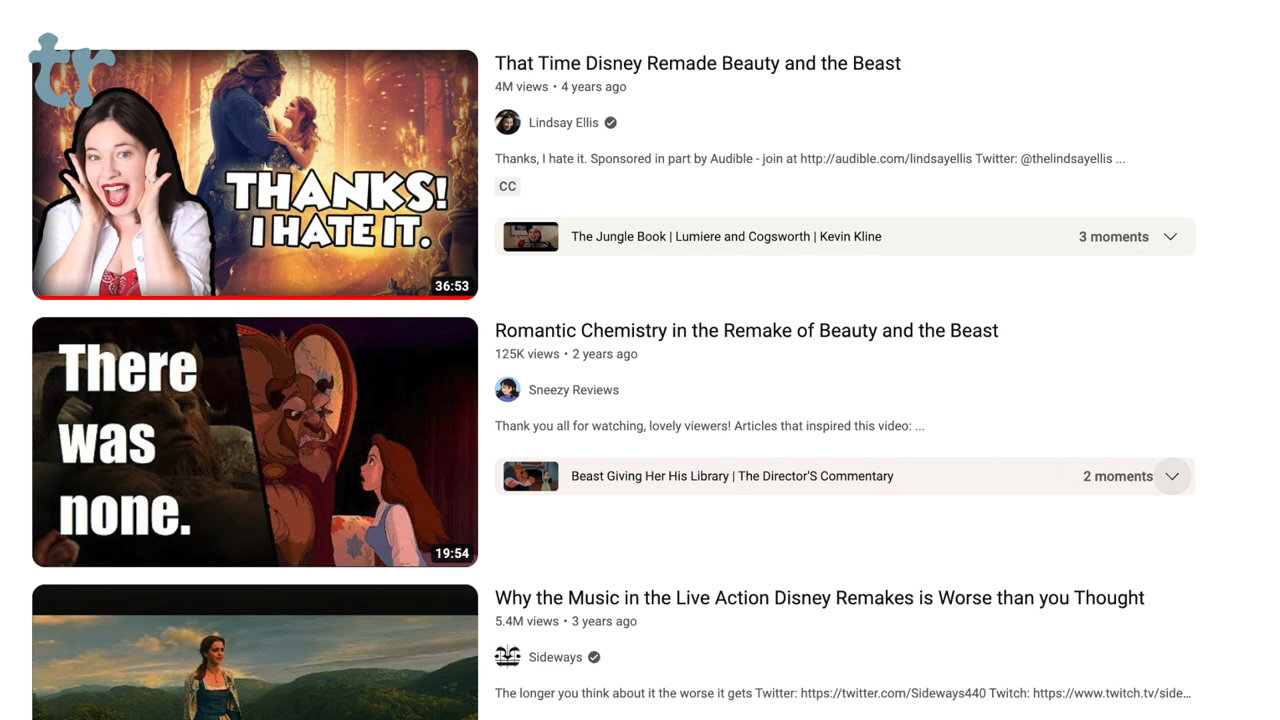 tr
THANKS!
I HATE IT.
36:53
That Time Disney Remade Beauty and the Beast
4M views • 4 years ago
Lindsay Ellis
Thanks, I hate it. Sponsored in part by Audible - join at http://audible.com/lindsayellis Twitter: @thelindsayellis ...
CC
The Jungle Book | Lumiere and Cogsworth | Kevin Kline
3 moments
There
was
none.
19:54
Romantic Chemistry in the Remake of Beauty and the Beast
125K views • 2 years ago
Sneezy Reviews
Thank you all for watching, lovely viewers! Articles that inspired this video: ...
Beast Giving Her His Library | The Director'S Commentary
2 moments
Why the Music in the Live Action Disney Remakes is Worse than you Thought
5.4M views • 3 years ago
Sideways
The longer you think about it the worse it gets Twitter: https://twitter.com/Sideways440 Twitch: https://www.twitch.tv/side...